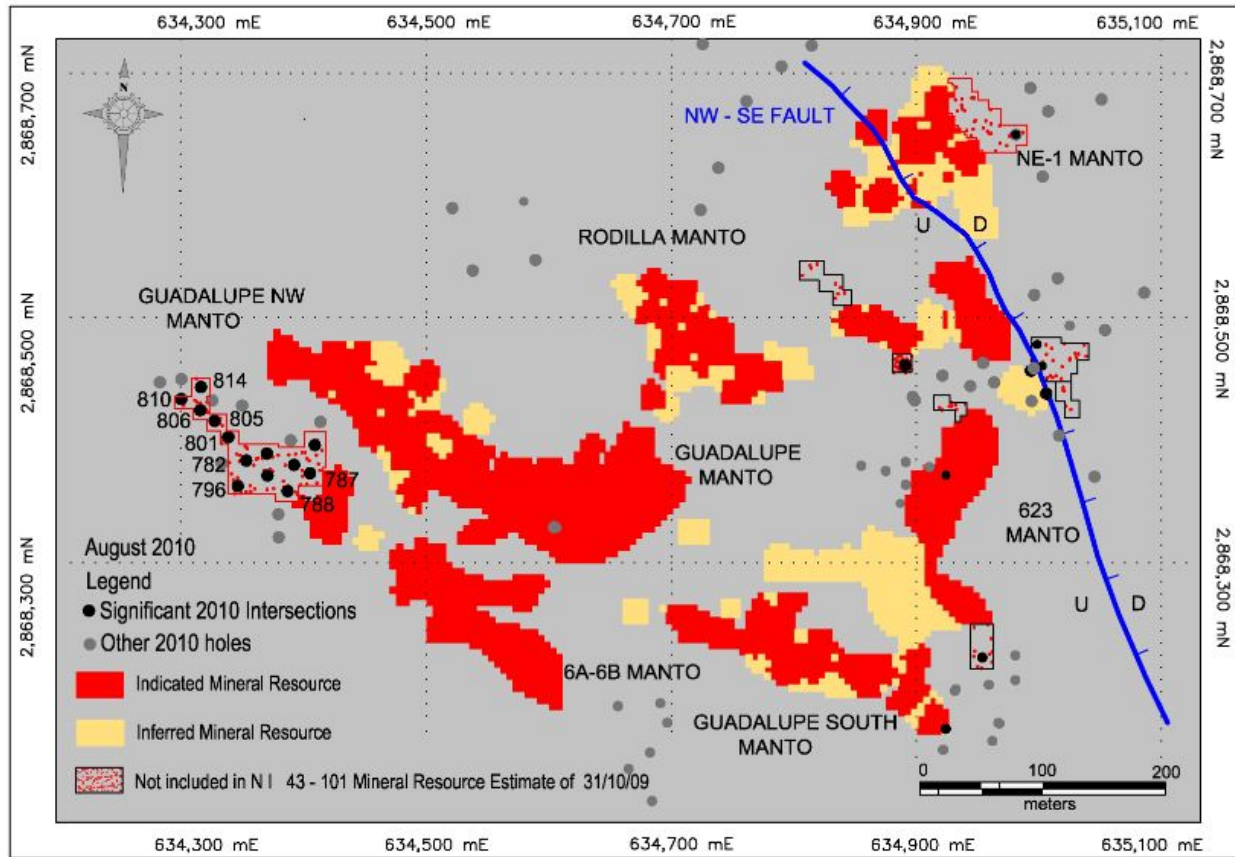 634,300 mE 634,500 mE 634,700 mE 634,900 mE 635,100 mE
2,868,700 mN
2,868,700 mN
N
NW - SE FAULT
NE-1 MANTO
U D
RODILLA MANTO
GUADALUPE NW
MANTO
2,868,500 mN
2,868,500 mN
814
810
806
805
801
782
787
796
788
GUADALUPE
MANTO
623
MANTO
2,868,300 mN
2,868,300 mN
U D
6A-6B MANTO
GUADALUPE SOUTH
MANTO
August 2010
Legend
Significant 2010 Intersections
Other 2010 holes
Indicated Mineral Resource
Inferred Mineral Resource
Not included in N I 43 - 101 Mineral Resource Estimate of 31/10/09
0 100 200
meters
634,300 mE 634,500 mE 634,700 mE 634,900 mE 635,100 mE